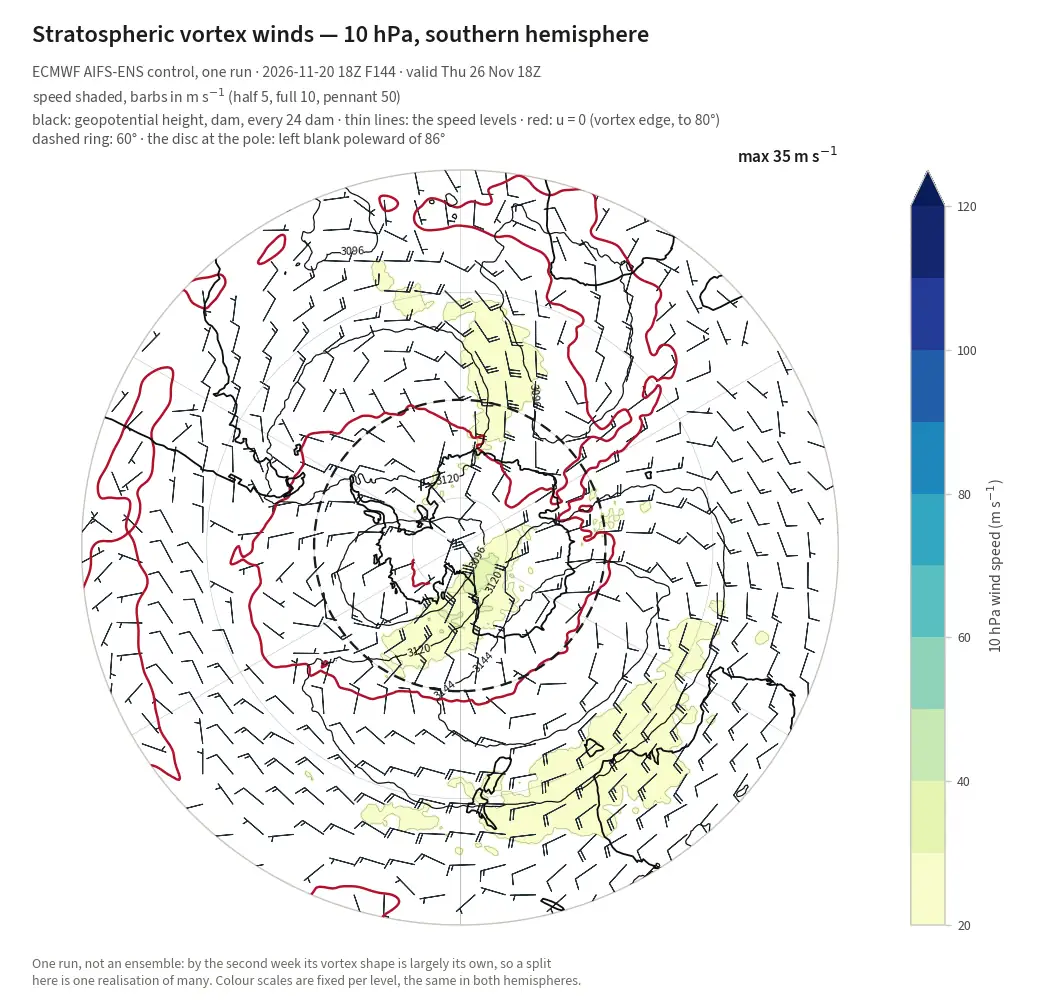 Stratospheric vortex winds — 10 hPa, southern hemisphere
ECMWF AIFS-ENS control, one run · 2026-11-20 18Z F144 · valid Thu 26 Nov 18Z
speed shaded, barbs in m s⁻¹ (half 5, full 10, pennant 50)
black: geopotential height, dam, every 24 dam · thin lines: the speed levels · red: u = 0 (vortex edge, to 80°)
dashed ring: 60° · the disc at the pole: left blank poleward of 86°
max 35 m s⁻¹
120
100
80
60
40
20
10 hPa wind speed (m s⁻¹)
3096
3096
3120
3096
3120
3120
3144
3144
One run, not an ensemble: by the second week its vortex shape is largely its own, so a split
here is one realisation of many. Colour scales are fixed per level, the same in both hemispheres.